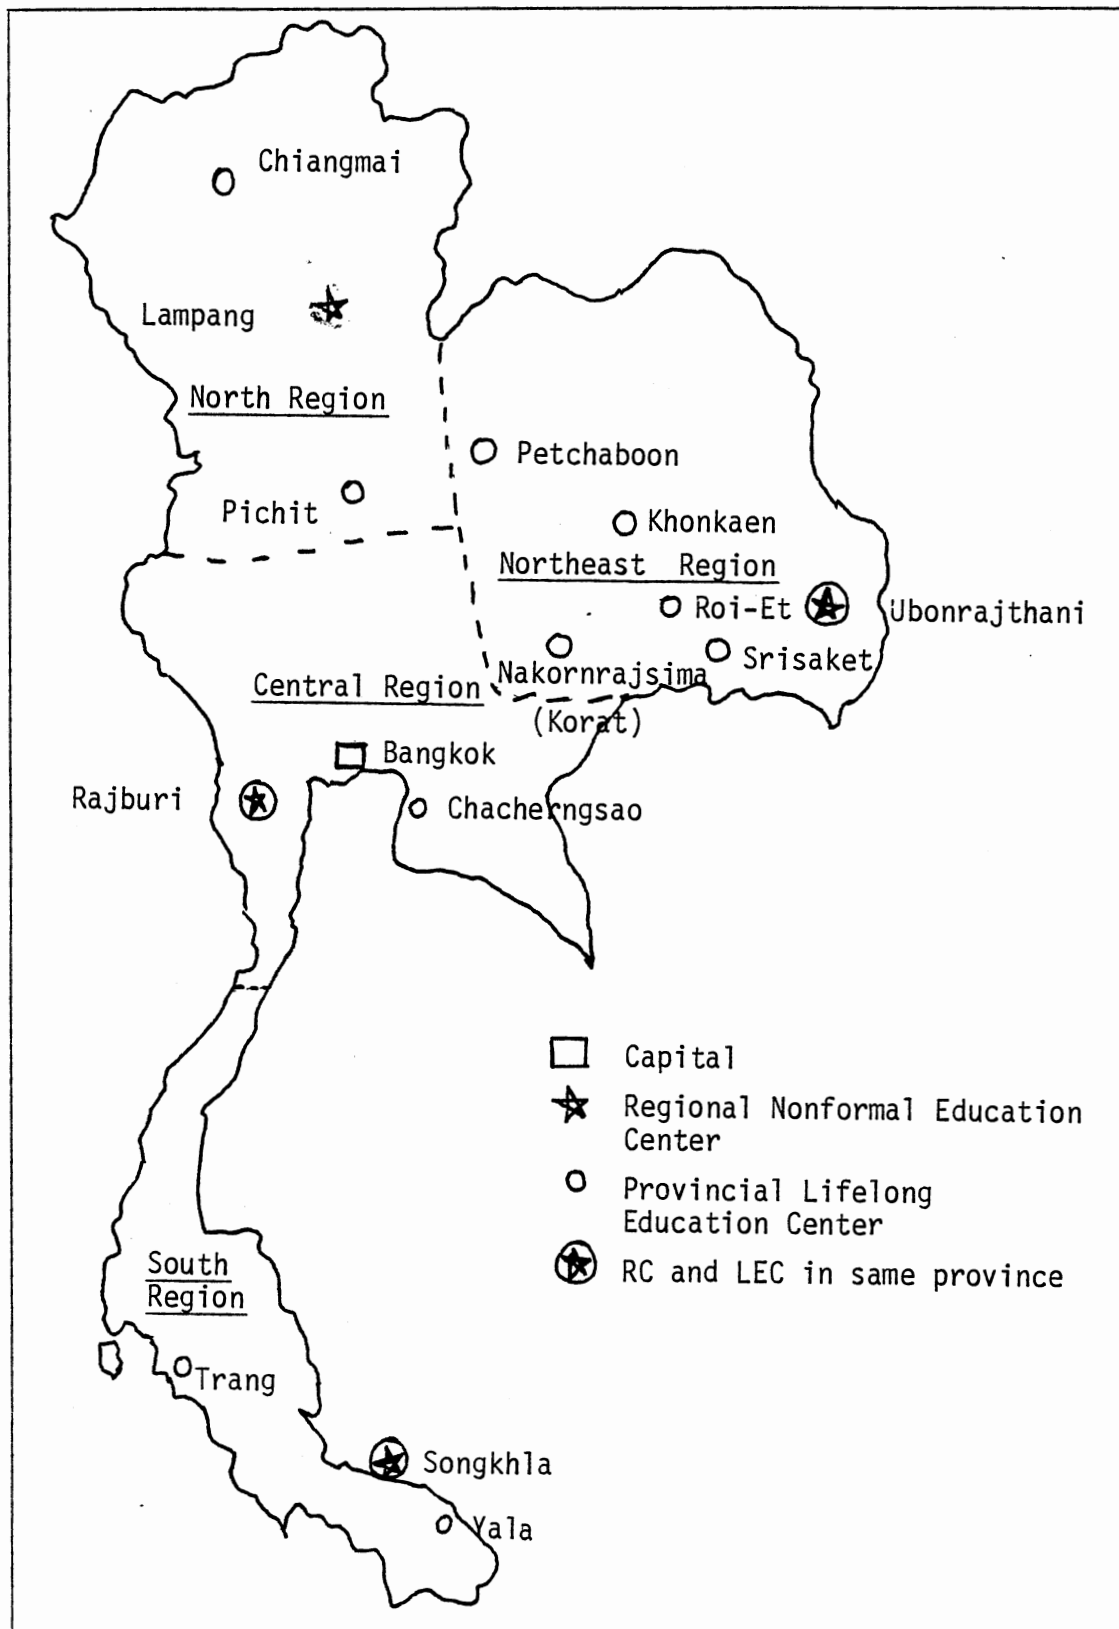 Chiangmai
Lampang
North Region
Petchaboon
Pichit
Khonkaen
Northeast Region
Roi-Et
Ubonrajthani
Srisaket
Nakornrajsima
(Korat)
Central Region
Bangkok
Rajburi
Chacherngsao
Capital
Regional Nonformal Education
Center
Provincial Lifelong
Education Center
RC and LEC in same province
South
Region
Trang
Songkhla
Yala